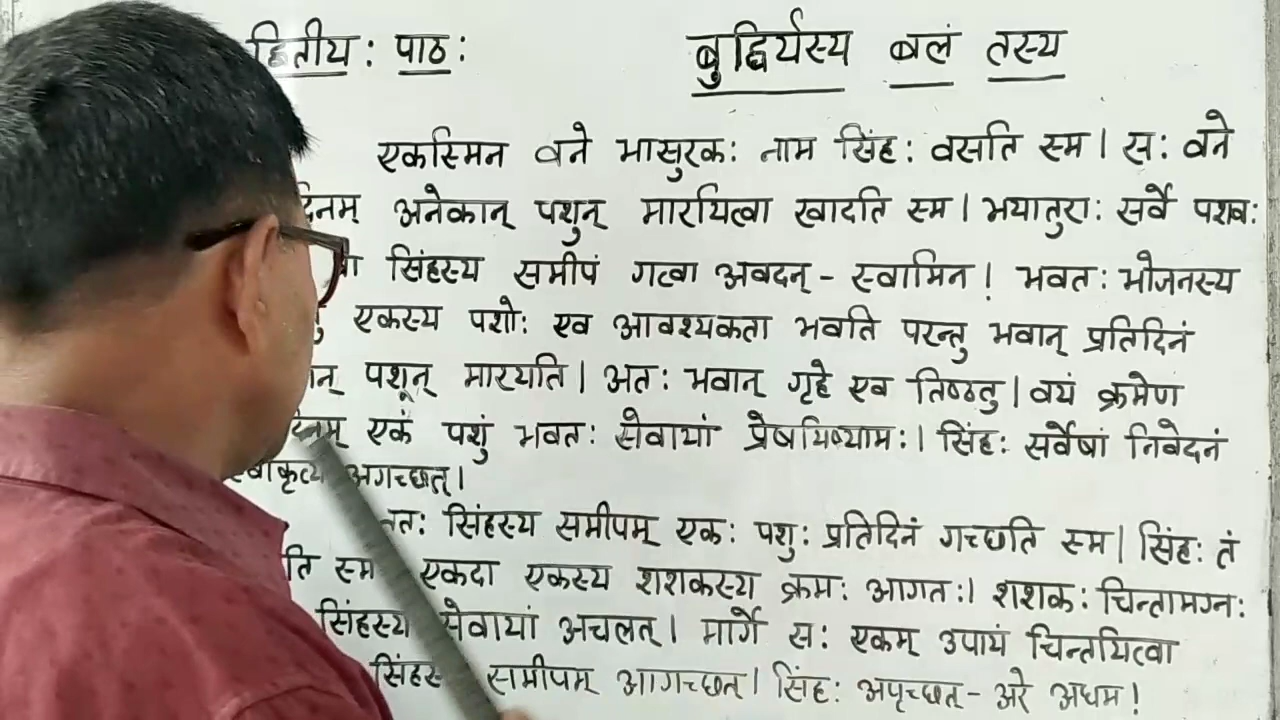 द्वितीय: पाठ: बुद्धिर्यस्य बलं तस्य
एकस्मिन वने भासुरक: नाम सिंह: वसति स्म। स: वने
अनेकान् पशुन् मारयित्वा खादति स्म। भयातुरा: सर्वे पशव:
सिंहस्य समीपं गत्वा अवदन् - स्वामिन! भवत: भोजनस्य
एकस्य पशो: एव आवश्यकता भवति परन्तु भवान् प्रतिदिनं
पशून् मारयति। अत: भवान् गृहे एव तिष्ठतु। वयं क्रमेण
एकं पशुं भवत: सेवायां प्रेषयिष्याम:। सिंह: सर्वेषां निवेदनं
अगच्छत्।
सिंहस्य समीपम् एक: पशु: प्रतिदिनं गच्छति स्म। सिंह: तं
स्म एकदा एकस्य शशकस्य क्रम: आगत:। शशक: चिन्तामग्न:
सिंहस्य सेवायां अचलत्। मार्गे स: एकम् उपायं चिन्तयित्वा
समीपम् आगच्छत्। सिंह: अपृच्छत् - अरे अधम!